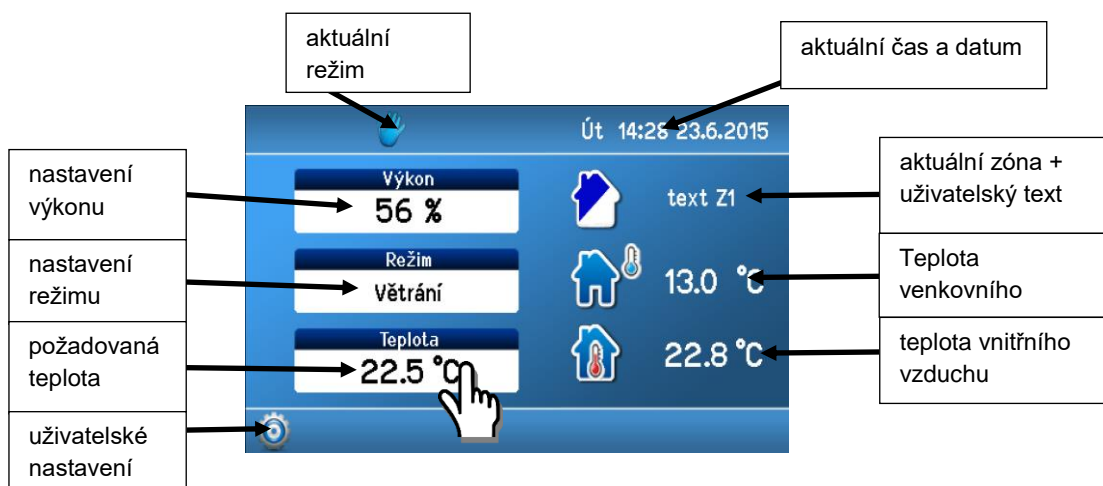 aktuální
režim
aktuální čas a datum
Út 14:28 23.6.2015
nastavení
výkonu
Výkon
56 %
text Z1
aktuální zóna +
uživatelský text
nastavení
režimu
Režim
Větrání
13.0 °C
Teplota
venkovního
požadovaná
teplota
Teplota
22.5 °C
22.8 °C
teplota vnitřního
vzduchu
uživatelské
nastavení